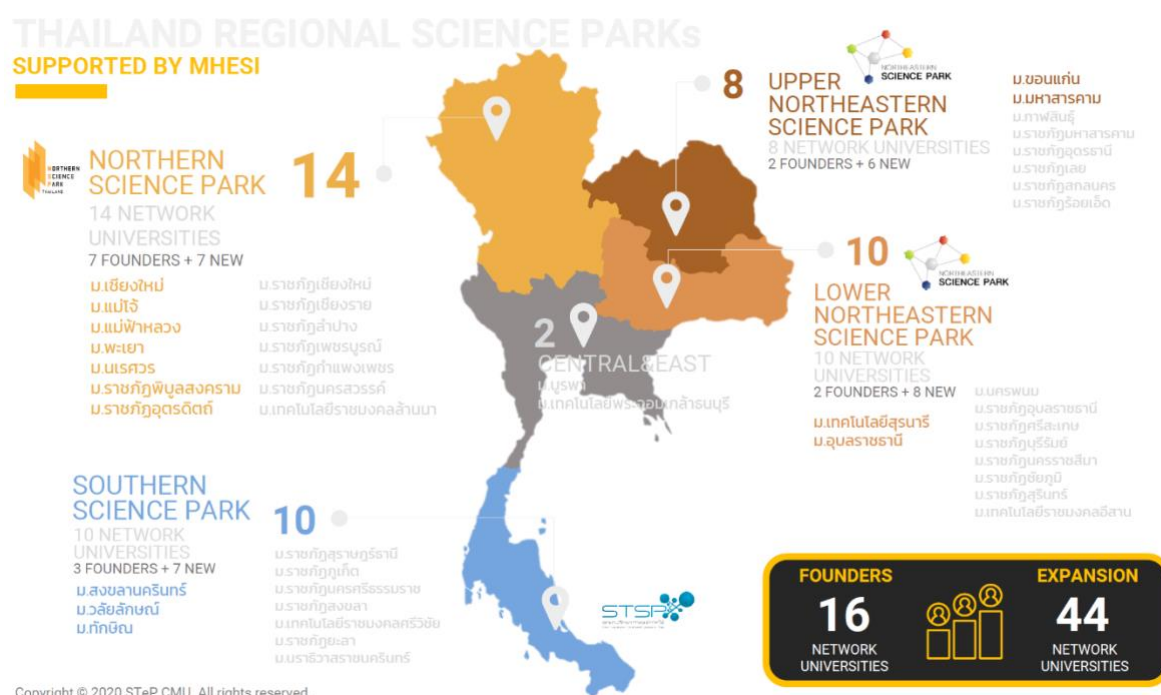 THAILAND REGIONAL SCIENCE PARKs
SUPPORTED BY MHESI
NORTHERN
SCIENCE
PARK
THAILAND
NORTHERN
SCIENCE PARK
14
14 NETWORK
UNIVERSITIES
7 FOUNDERS + 7 NEW
ม.เชียงใหม่
ม.แม่โจ้
ม.แม่ฟ้าหลวง
ม.พะเยา
ม.นเรศวร
ม.ราชภัฏพิบูลสงคราม
ม.ราชภัฏอุตรดิตถ์
ม.ราชภัฏเชียงใหม่
ม.ราชภัฏเชียงราย
ม.ราชภัฏลำปาง
ม.ราชภัฏเพชรบูรณ์
ม.ราชภัฏกำแพงเพชร
ม.ราชภัฏนครสวรรค์
ม.เทคโนโลยีราชมงคลล้านนา
8
UPPER
NORTHEASTERN
SCIENCE PARK
8 NETWORK UNIVERSITIES
2 FOUNDERS + 6 NEW
NORTHEASTERN
SCIENCE PARK
ม.ขอนแก่น
ม.มหาสารคาม
ม.กาฬสินธุ์
ม.ราชภัฏมหาสารคาม
ม.ราชภัฏอุดรธานี
ม.ราชภัฏเลย
ม.ราชภัฏสกลนคร
ม.ราชภัฏร้อยเอ็ด
10
NORTHEASTERN
SCIENCE PARK
LOWER
NORTHEASTERN
SCIENCE PARK
10 NETWORK
UNIVERSITIES
2 FOUNDERS + 8 NEW
ม.เทคโนโลยีสุรนารี
ม.อุบลราชธานี
ม.นครพนม
ม.ราชภัฏอุบลราชธานี
ม.ราชภัฏศรีสะเกษ
ม.ราชภัฏบุรีรัมย์
ม.ราชภัฏนครราชสีมา
ม.ราชภัฏชัยภูมิ
ม.ราชภัฏสุรินทร์
ม.เทคโนโลยีราชมงคลอีสาน
2
CENTRAL&EAST
ม.บูรพา
ม.เทคโนโลยีพระจอมเกล้าธนบุรี
SOUTHERN
SCIENCE PARK
10
10 NETWORK
UNIVERSITIES
3 FOUNDERS + 7 NEW
ม.สงขลานครินทร์
ม.วลัยลักษณ์
ม.ทักษิณ
ม.ราชภัฏสุราษฎร์ธานี
ม.ราชภัฏภูเก็ต
ม.ราชภัฏนครศรีธรรมราช
ม.ราชภัฏสงขลา
ม.เทคโนโลยีราชมงคลศรีวิชัย
ม.ราชภัฏยะลา
ม.นราธิวาสราชนครินทร์
STSP
FOUNDERS
16
NETWORK
UNIVERSITIES
EXPANSION
44
NETWORK
UNIVERSITIES
Copyright © 2020 STeP CMU. All rights reserved